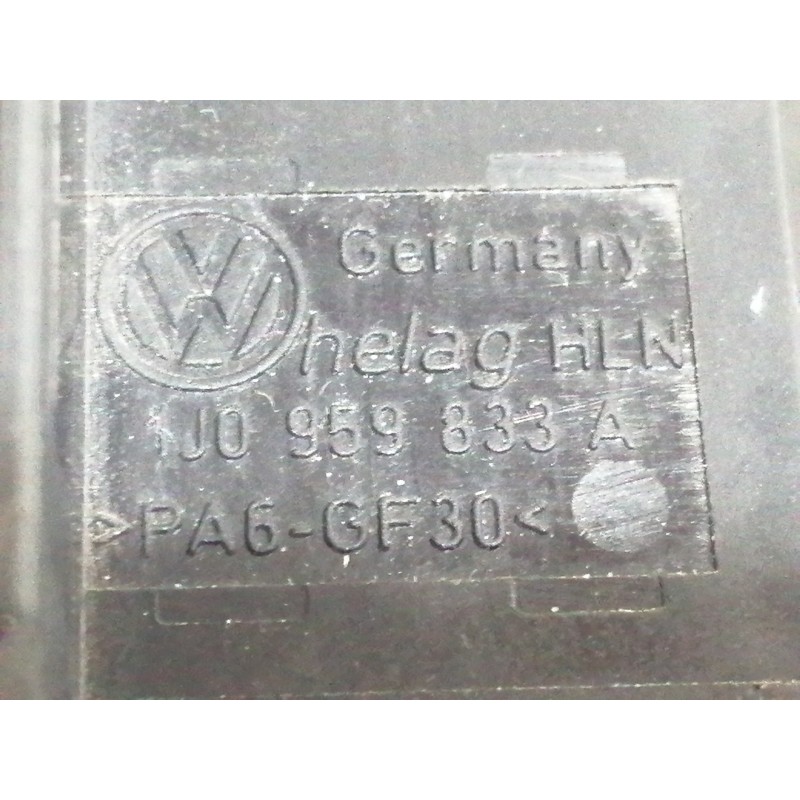 Germany
helag HLN
1J0 959 833 A
>PA6-GF30<